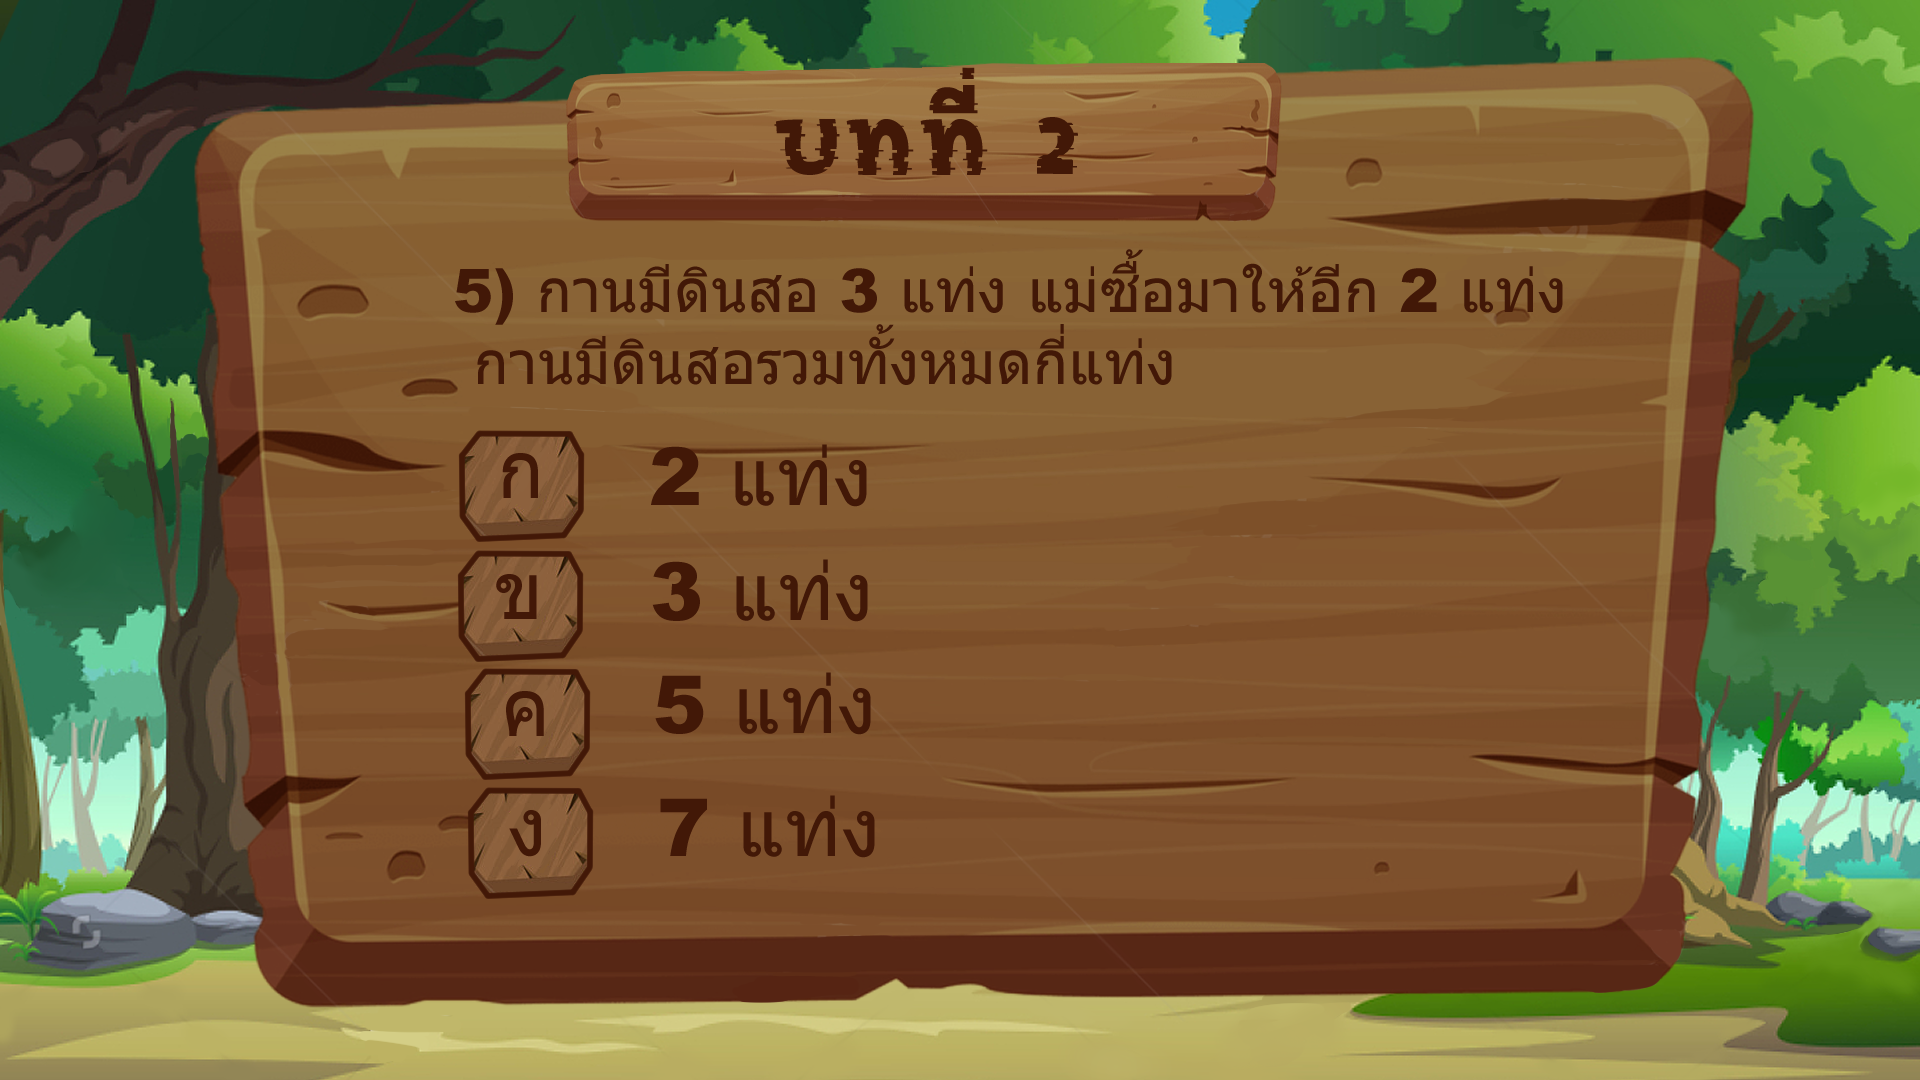 บทที่ 2
5) กานมีดินสอ 3 แท่ง แม่ซื้อมาให้อีก 2 แท่ง
กานมีดินสอรวมทั้งหมดกี่แท่ง
ก 2 แท่ง
ข 3 แท่ง
ค 5 แท่ง
ง 7 แท่ง